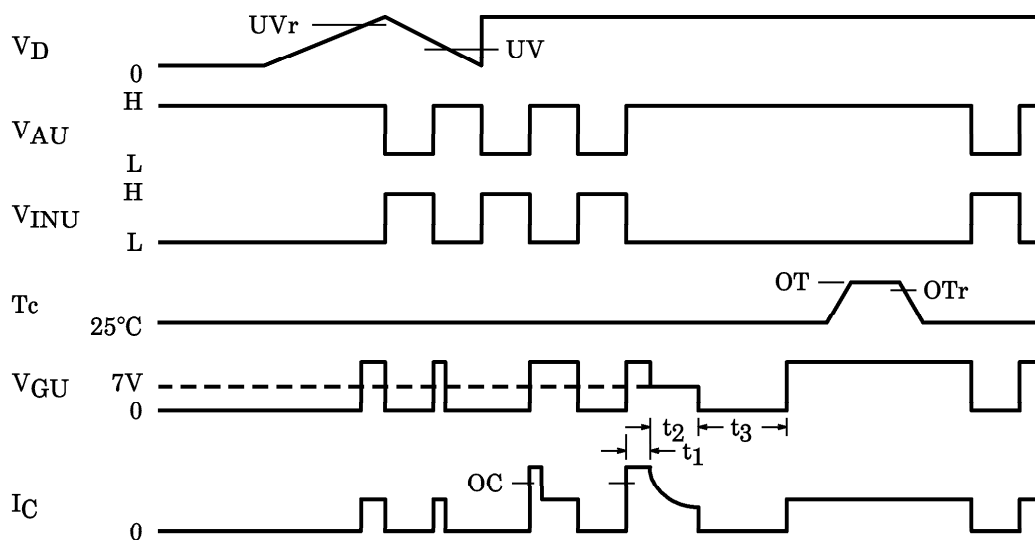 UVr
VD
UV
0
H
VAU
L
H
VINU
L
OT
OTr
Tc
25°C
VGU
7V
0
t2
t3
t1
OC
IC
0